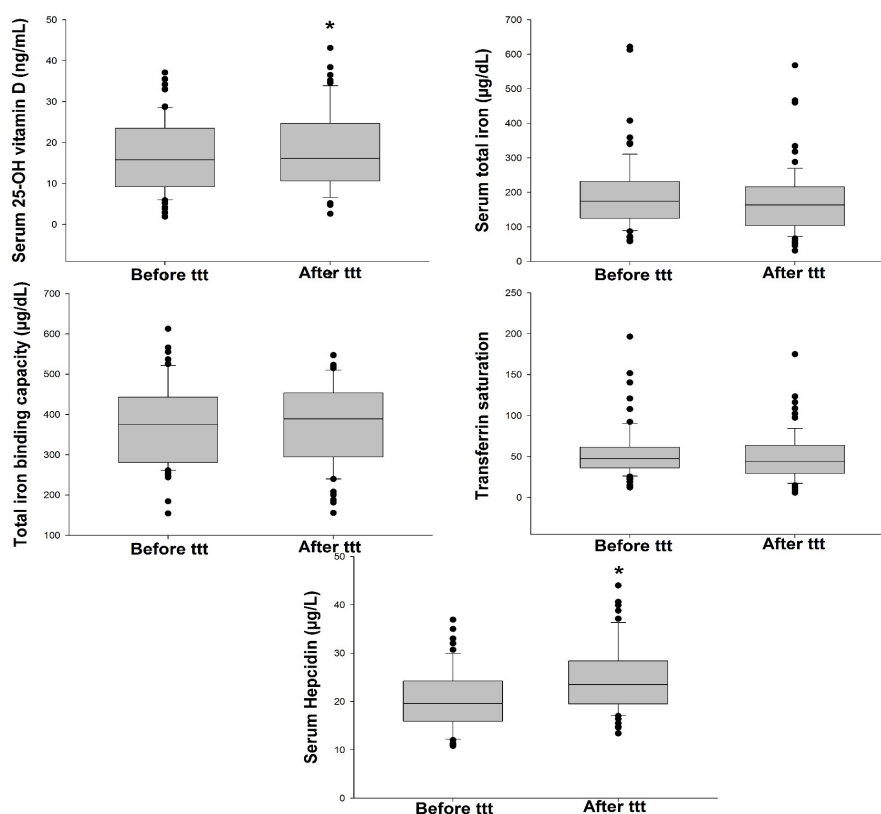 Serum 25-OH vitamin D (ng/mL)
50
40
30
20
10
0
*
Before ttt
After ttt
Serum total iron (µg/dL)
700
600
500
400
300
200
100
0
Before ttt
After ttt
Total iron binding capacity (µg/dL)
700
600
500
400
300
200
100
Before ttt
After ttt
Transferrin saturation
250
200
150
100
50
0
Before ttt
After ttt
Serum Hepcidin (µg/L)
50
40
30
20
10
0
*
Before ttt
After ttt